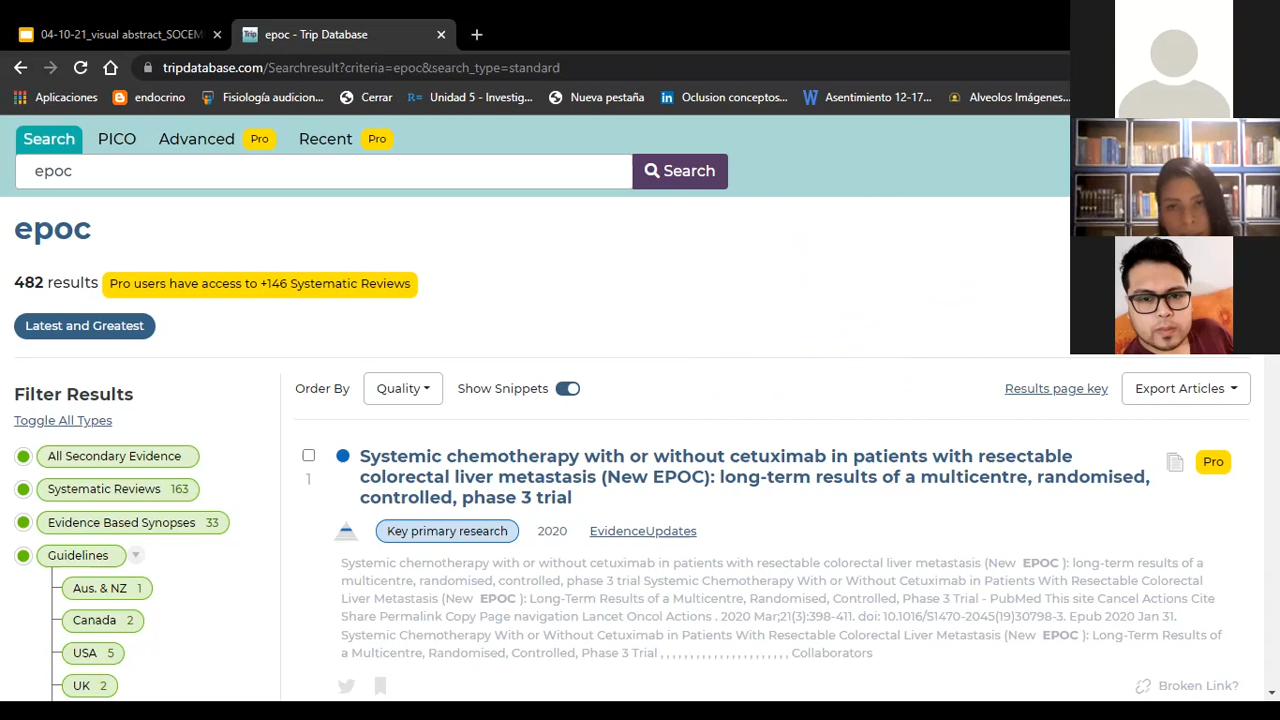 04-10-21_visual abstract_SOCEM
epoc - Trip Database
tripdatabase.com/Searchresult?criteria=epoc&search_type=standard
Aplicaciones
endocrino
Fisiología audicion...
Cerrar
Unidad 5 - Investig...
Nueva pestaña
Oclusion conceptos...
Asentimiento 12-17...
Alveolos Imágenes...
Search PICO Advanced Pro Recent Pro
epoc
Search
epoc
482 results Pro users have access to +146 Systematic Reviews
Latest and Greatest
Filter Results
Toggle All Types
All Secondary Evidence
Systematic Reviews 163
Evidence Based Synopses 33
Guidelines
Aus. & NZ 1
Canada 2
USA 5
UK 2
Order By Quality Show Snippets Results page key Export Articles
1
Systemic chemotherapy with or without cetuximab in patients with resectable
colorectal liver metastasis (New EPOC): long-term results of a multicentre, randomised,
controlled, phase 3 trial
Pro
Key primary research 2020 EvidenceUpdates
Systemic chemotherapy with or without cetuximab in patients with resectable colorectal liver metastasis (New EPOC ): long-term results of a
multicentre, randomised, controlled, phase 3 trial Systemic Chemotherapy With or Without Cetuximab in Patients With Resectable Colorectal
Liver Metastasis (New EPOC ): Long-Term Results of a Multicentre, Randomised, Controlled, Phase 3 Trial - PubMed This site Cancel Actions Cite
Share Permalink Copy Page navigation Lancet Oncol Actions . 2020 Mar;21(3):398-411. doi: 10.1016/S1470-2045(19)30798-3. Epub 2020 Jan 31.
Systemic Chemotherapy With or Without Cetuximab in Patients With Resectable Colorectal Liver Metastasis (New EPOC ): Long-Term Results of
a Multicentre, Randomised, Controlled, Phase 3 Trial , , , , , , , , , , , , , , , , , , , , , , , Collaborators
Broken Link?